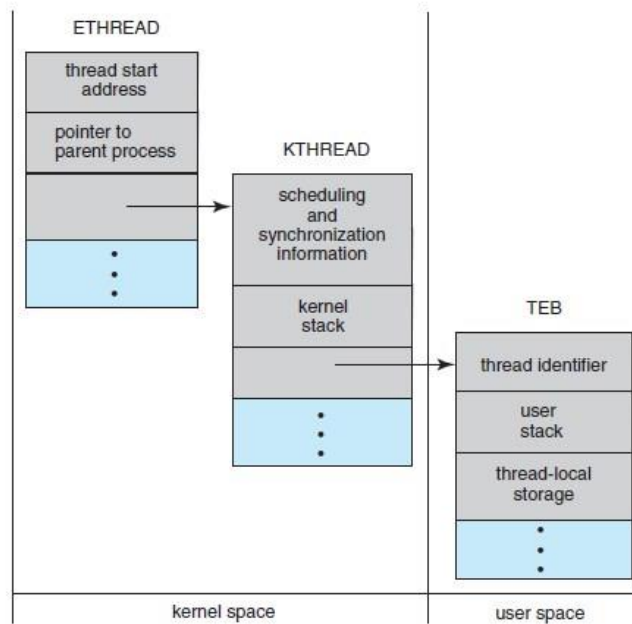 ETHREAD
thread start
address
pointer to
parent process
KTHREAD
scheduling
and
synchronization
information
kernel
stack
TEB
thread identifier
user
stack
thread-local
storage
kernel space
user space